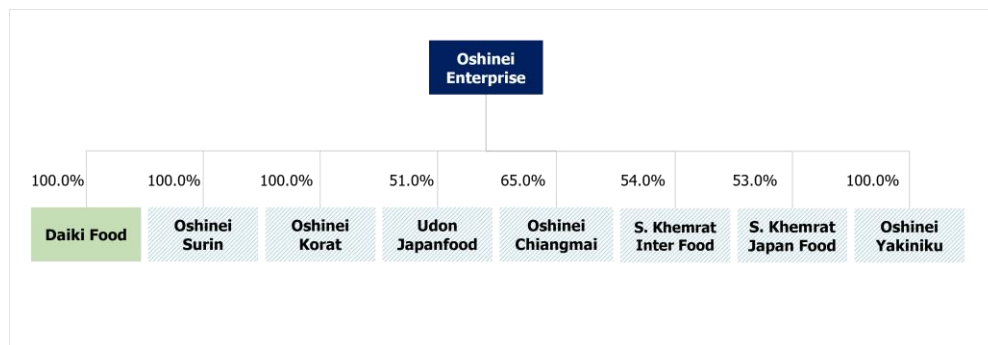 Oshinei
Enterprise
100.0% 100.0% 100.0% 51.0% 65.0% 54.0% 53.0% 100.0%
Daiki Food
Oshinei
Surin
Oshinei
Korat
Udon
Japanfood
Oshinei
Chiangmai
S. Khemrat
Inter Food
S. Khemrat
Japan Food
Oshinei
Yakiniku